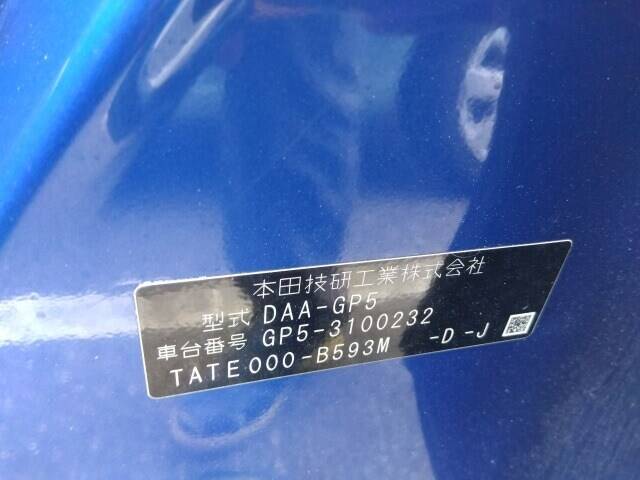 本田技研工業株式会社
型式 DAA-GP5
車台番号 GP5-3100232
TATE000-B593M -D -J